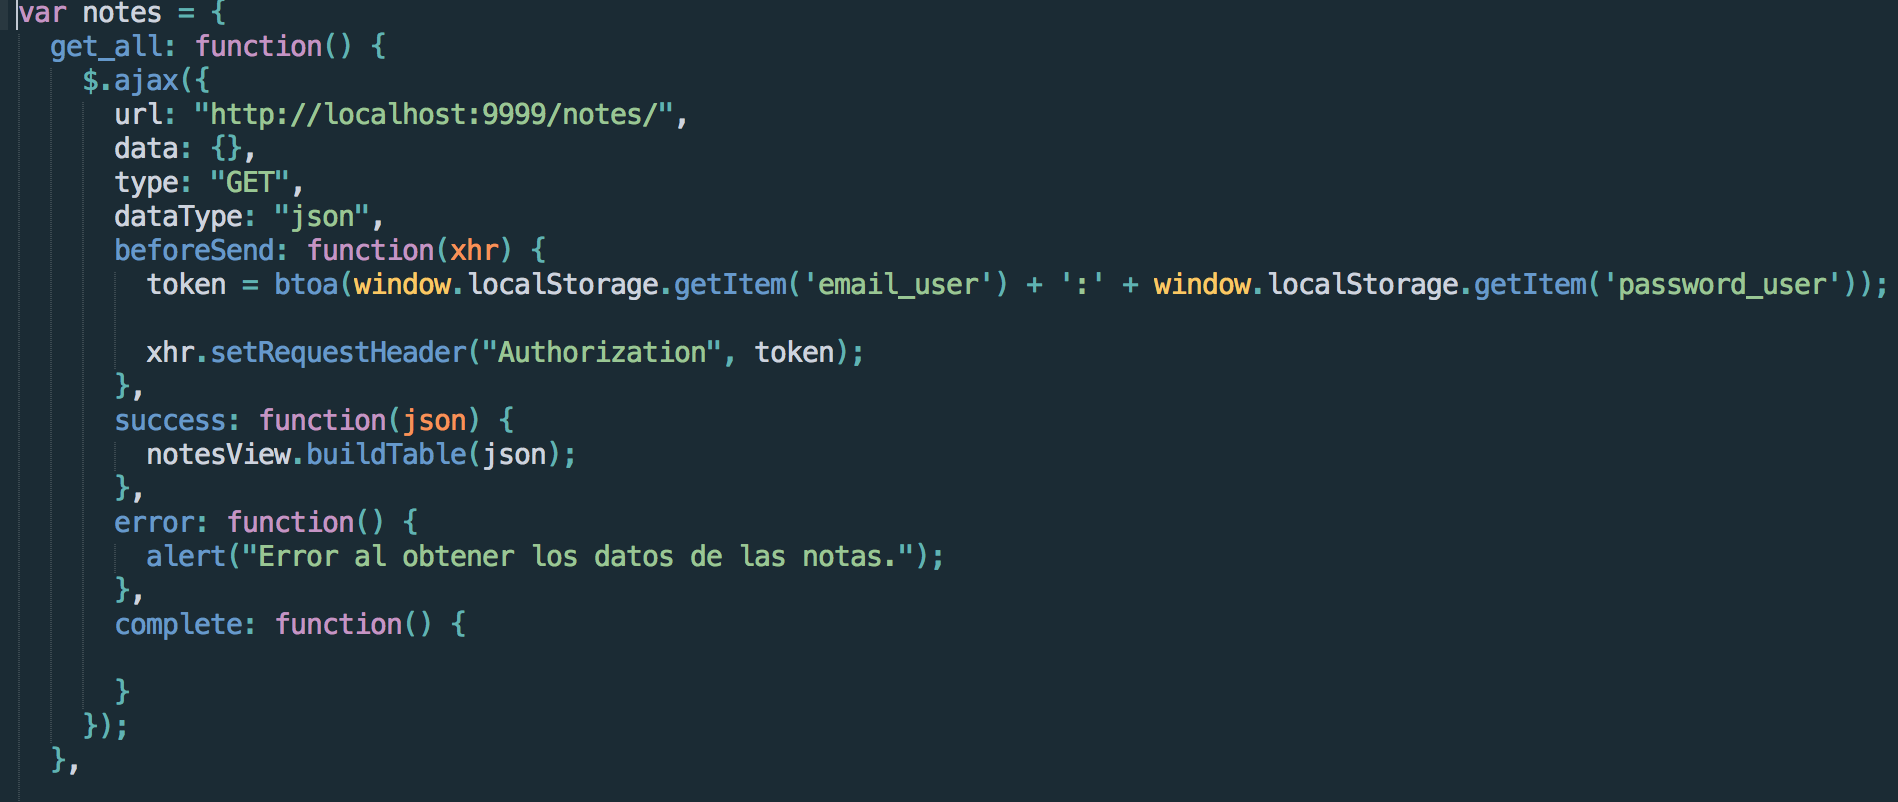 var notes = {
  get_all: function() {
    $.ajax({
      url: "http://localhost:9999/notes/",
      data: {},
      type: "GET",
      dataType: "json",
      beforeSend: function(xhr) {
        token = btoa(window.localStorage.getItem('email_user') + ':' + window.localStorage.getItem('password_user'));

        xhr.setRequestHeader("Authorization", token);
      },
      success: function(json) {
        notesView.buildTable(json);
      },
      error: function() {
        alert("Error al obtener los datos de las notas.");
      },
      complete: function() {

      }
    });
  },